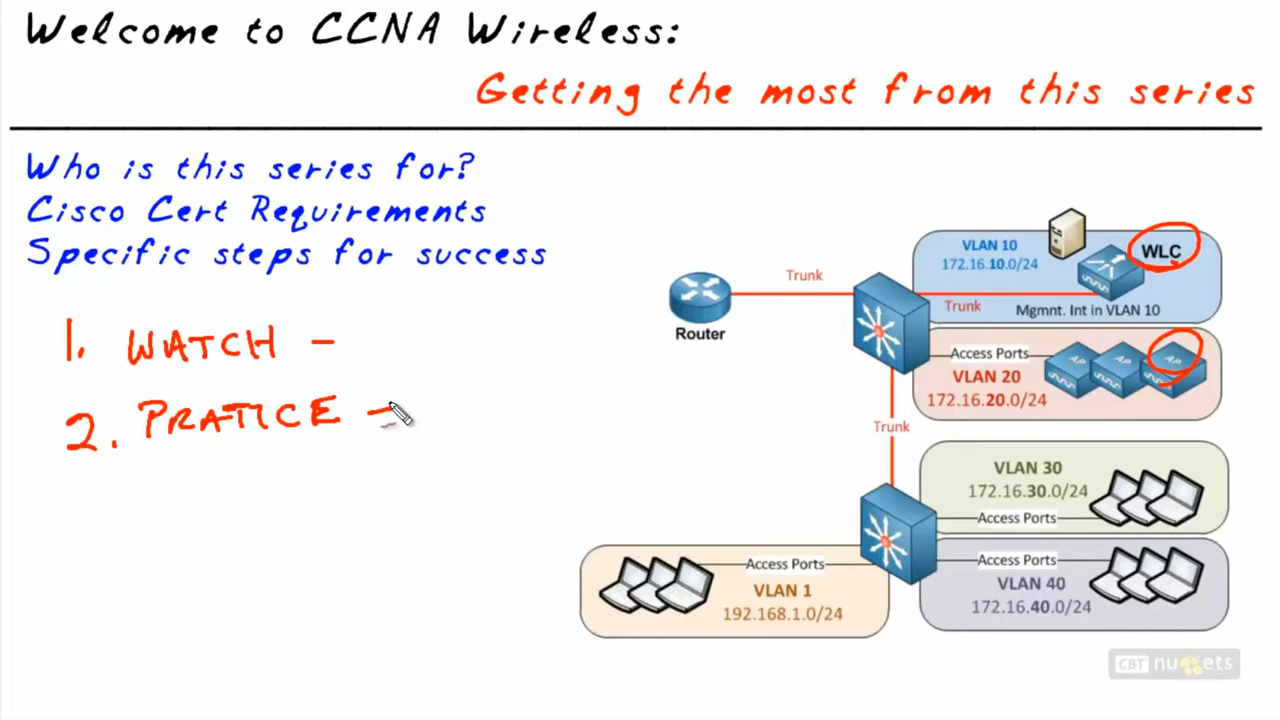 Welcome to CCNA Wireless:
Getting the most from this series
Who is this series for?
Cisco Cert Requirements
Specific steps for success
1. WATCH -
2. PRATICE -
Router
Trunk
VLAN 10
172.16.10.0/24
WLC
Trunk
Mgmnt. Int in VLAN 10
Access Ports
VLAN 20
172.16.20.0/24
AP
AP
AP
Trunk
VLAN 30
172.16.30.0/24
Access Ports
Access Ports
VLAN 40
172.16.40.0/24
Access Ports
VLAN 1
192.168.1.0/24
CBT nuggets